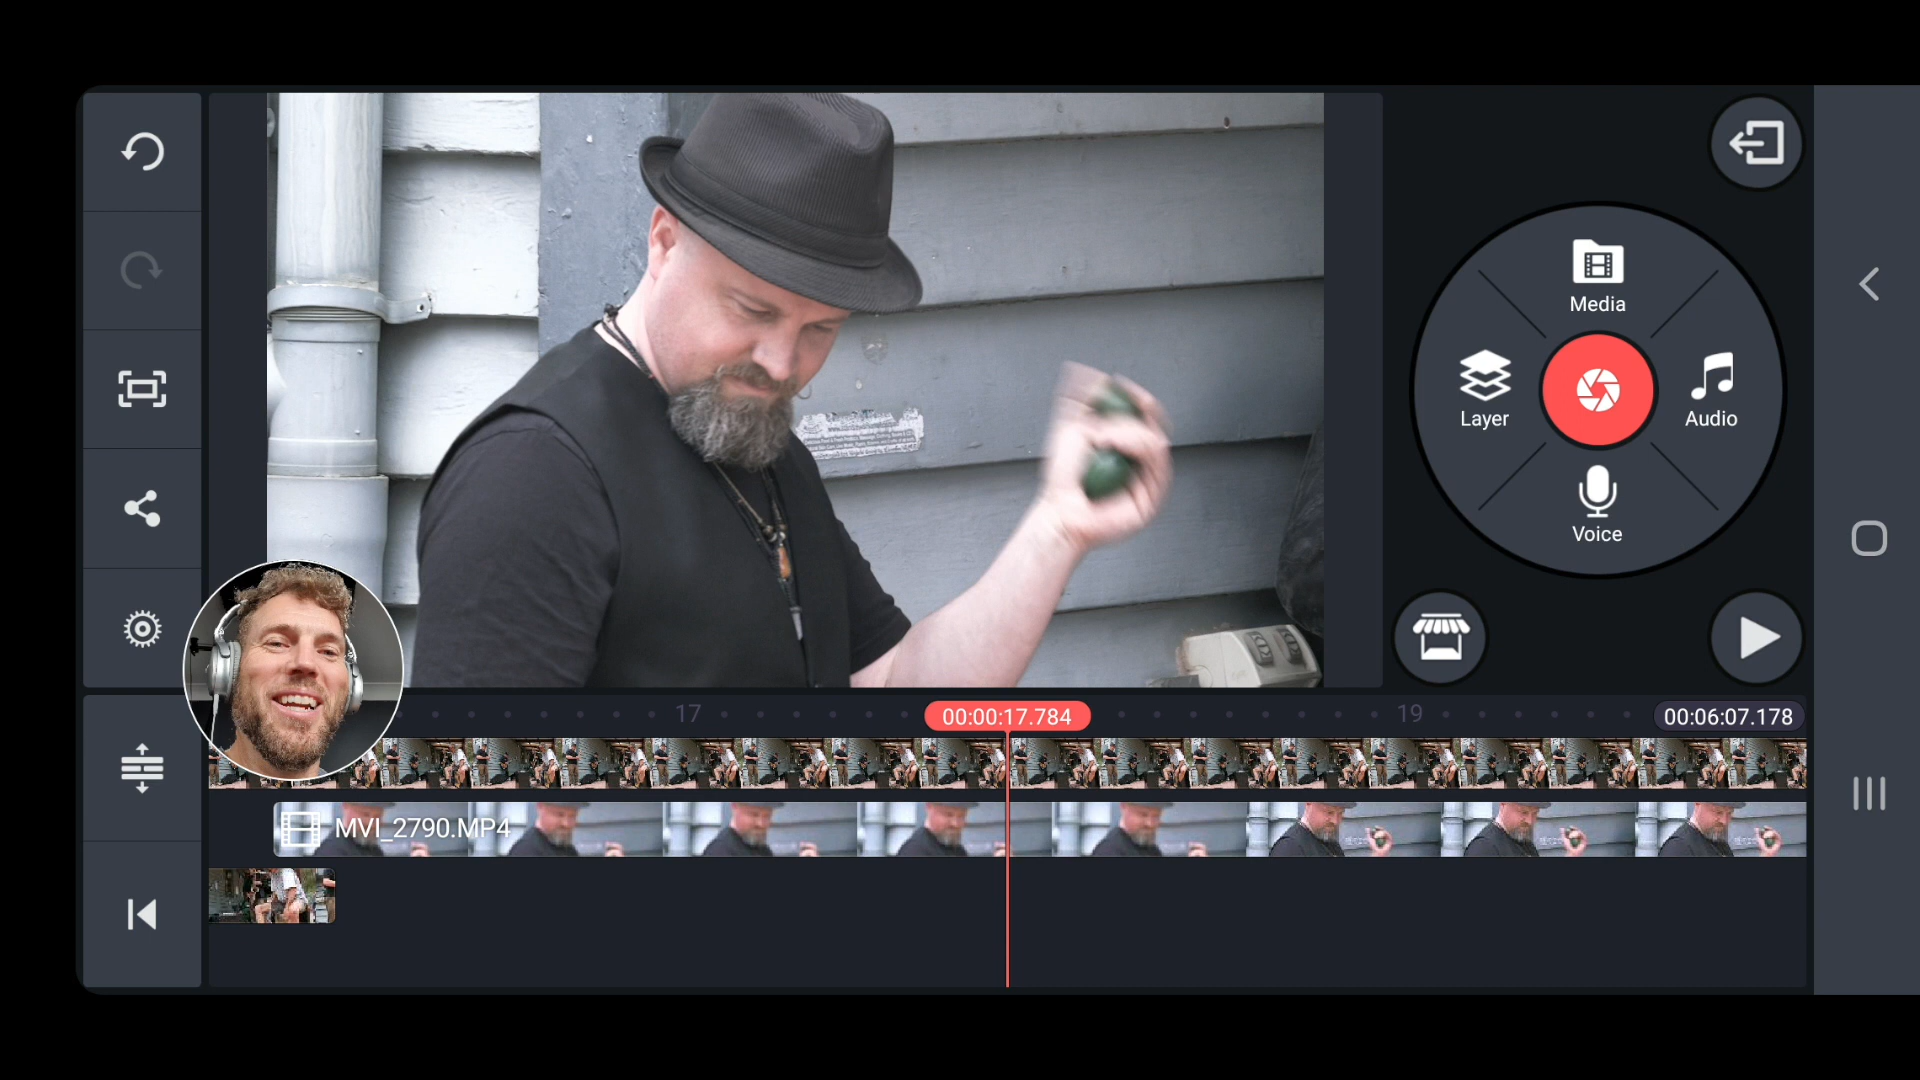 Media
Layer
Audio
Voice
17
00:00:17.784
19
00:06:07.178
MVI_2790.MP4